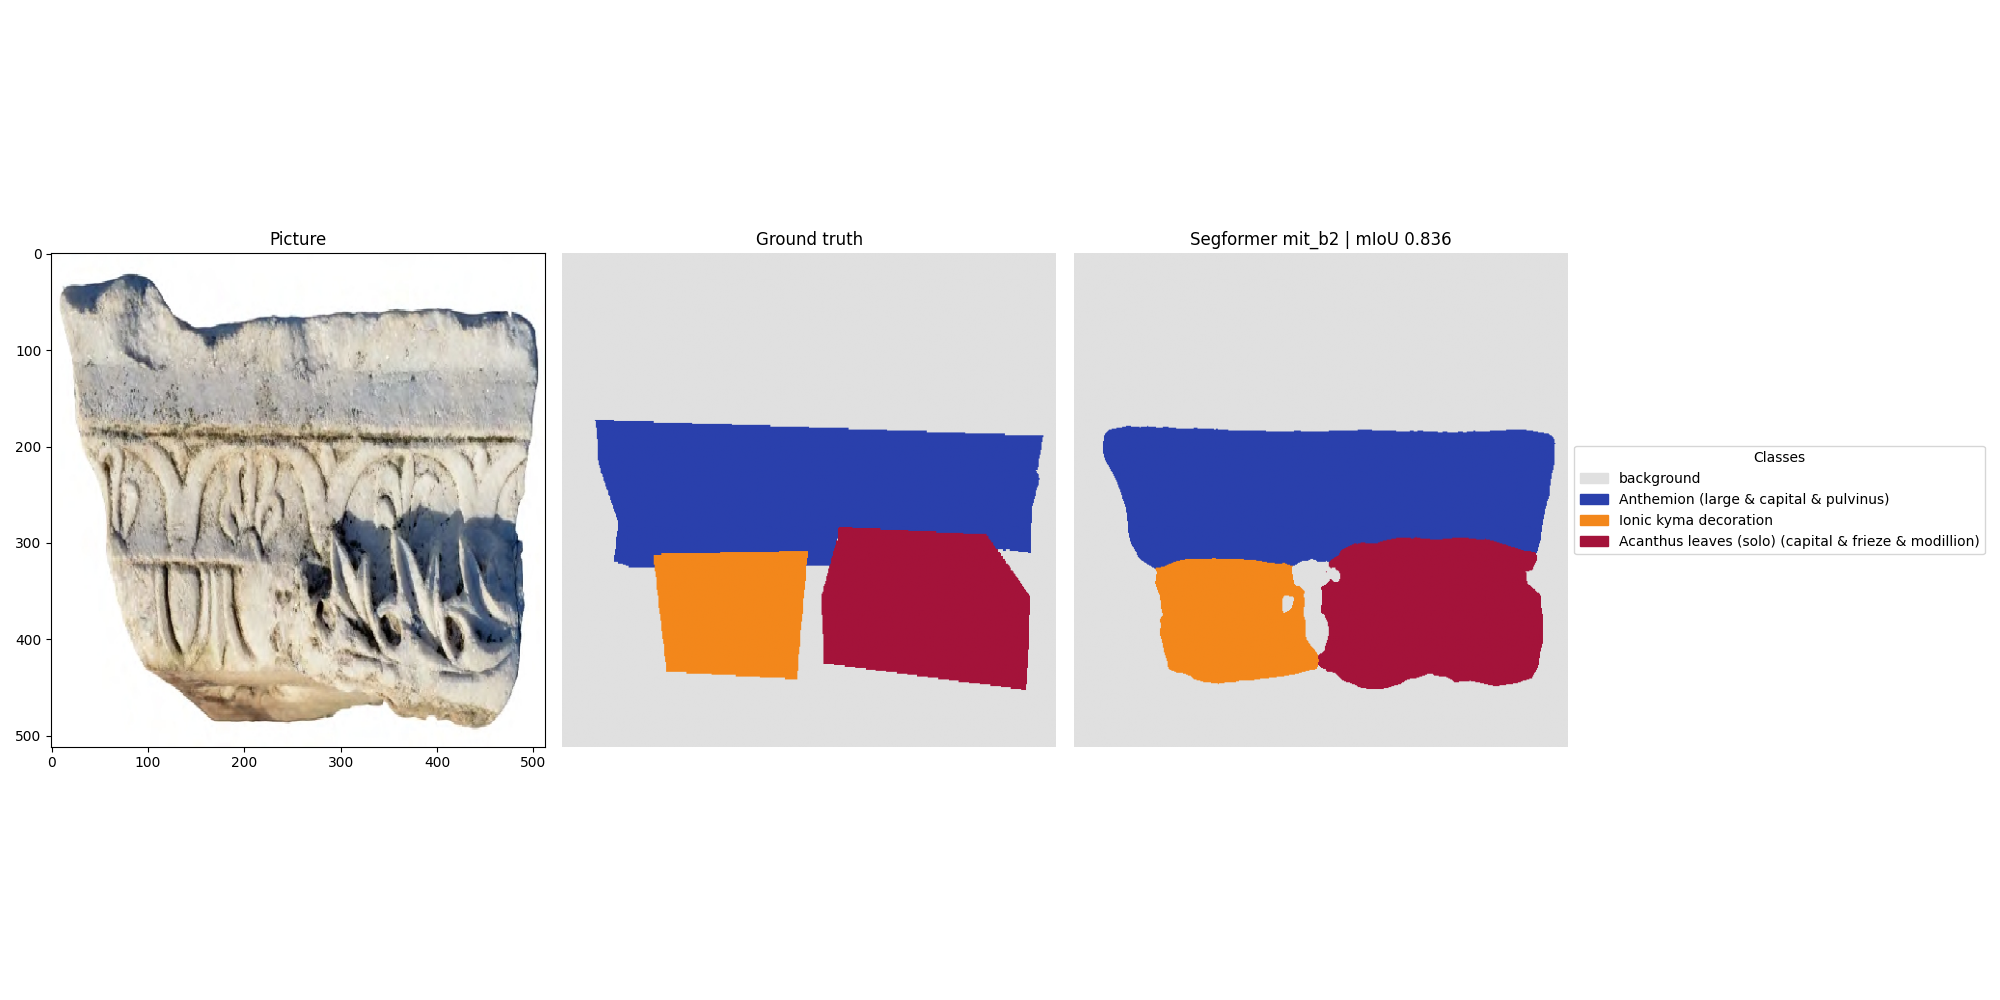 Picture
Ground truth
Segformer mit_b2 | mIoU 0.836
0
100
200
300
400
500
0
100
200
300
400
500
Classes
background
Anthemion (large & capital & pulvinus)
Ionic kyma decoration
Acanthus leaves (solo) (capital & frieze & modillion)